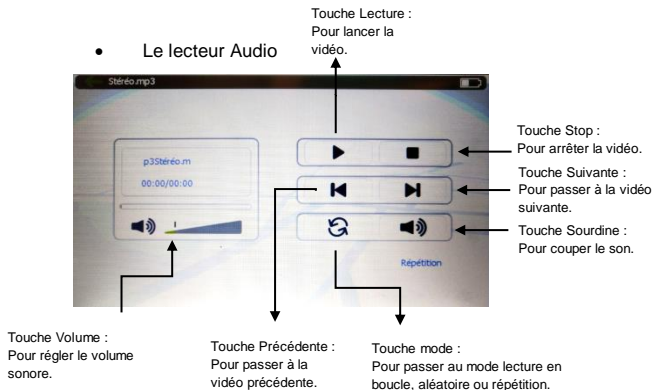 Touche Lecture :
Pour lancer la
vidéo.
• Le lecteur Audio
Stéréo.mp3
p3Stéréo.m
00:00/00:00
Répétition
Touche Stop :
Pour arrêter la vidéo.
Touche Suivante :
Pour passer à la vidéo
suivante.
Touche Sourdine :
Pour couper le son.
Touche Volume :
Pour régler le volume
sonore.
Touche Précédente :
Pour passer à la
vidéo précédente.
Touche mode :
Pour passer au mode lecture en
boucle, aléatoire ou répétition.